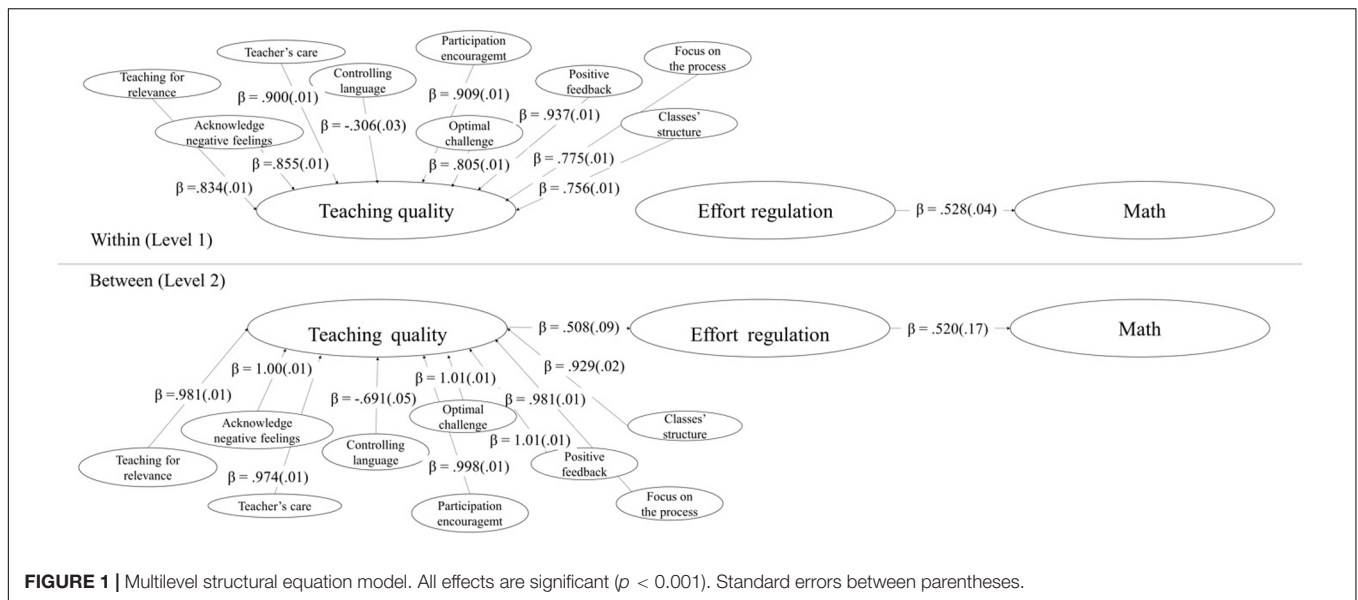 Teacher's care
Participation
encouragemt
Focus on
the process
Teaching for
relevance
Controlling
language
Positive
feedback
β = .900(.01)
β = .909(.01)
β = .937(.01)
Acknowledge
negative feelings
β = -.306(.03)
Optimal
challenge
Classes'
structure
β =.855(.01)
β = .805(.01)
β = .775(.01)
β =.834(.01)
β = .756(.01)
Teaching quality
Effort regulation
β = .528(.04)
Math
Within (Level 1)
Between (Level 2)
Teaching quality
β = .508(.09)
Effort regulation
β = .520(.17)
Math
β = 1.00(.01)
β = 1.01(.01)
β = .929(.02)
β =.981(.01)
β = -.691(.05)
β = .981(.01)
Acknowledge
negative feelings
Optimal
challenge
Classes'
structure
Teaching for
relevance
Controlling
language
β = 1.01(.01)
Positive
feedback
β = .974(.01)
β = .998(.01)
Teacher's care
Participation
encouragemt
Focus on
the process
FIGURE 1 | Multilevel structural equation model. All effects are significant (p < 0.001). Standard errors between parentheses.